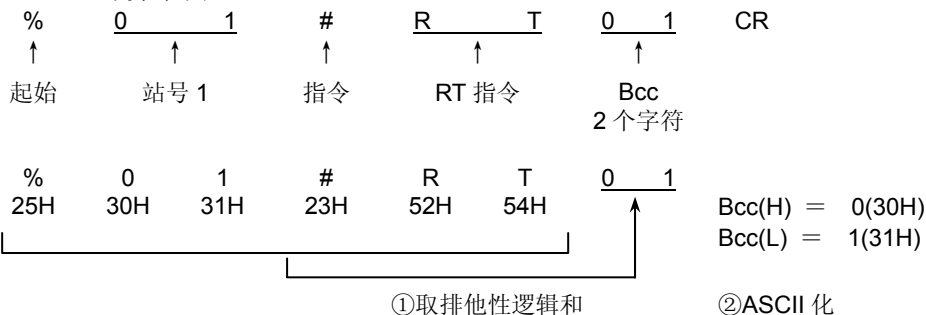 % 0 1 # R T 0 1 CR
↑ ↑ ↑ ↑ ↑
起始 站号 1 指令 RT 指令 Bcc
2 个字符
% 0 1 # R T 0 1
25H 30H 31H 23H 52H 54H Bcc(H) ＝ 0(30H)
Bcc(L) ＝ 1(31H)
①取排他性逻辑和 ②ASCII 化